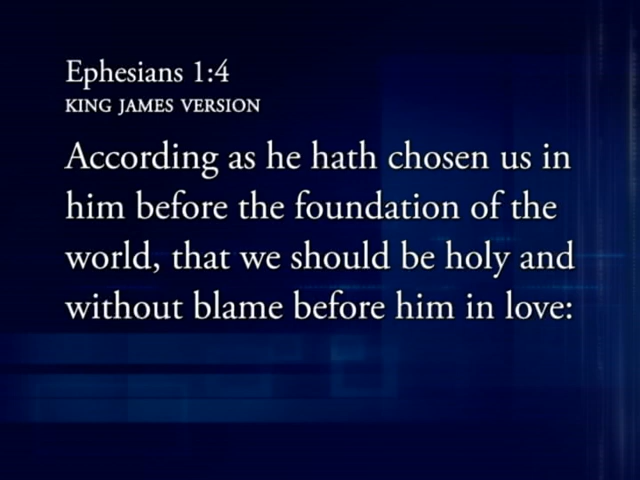 Ephesians 1:4
KING JAMES VERSION
According as he hath chosen us in
him before the foundation of the
world, that we should be holy and
without blame before him in love: